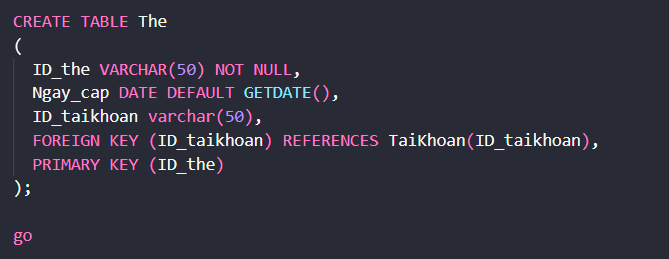 CREATE TABLE The
(
  ID_the VARCHAR(50) NOT NULL,
  Ngay_cap DATE DEFAULT GETDATE(),
  ID_taikhoan varchar(50),
  FOREIGN KEY (ID_taikhoan) REFERENCES TaiKhoan(ID_taikhoan),
  PRIMARY KEY (ID_the)
);
go